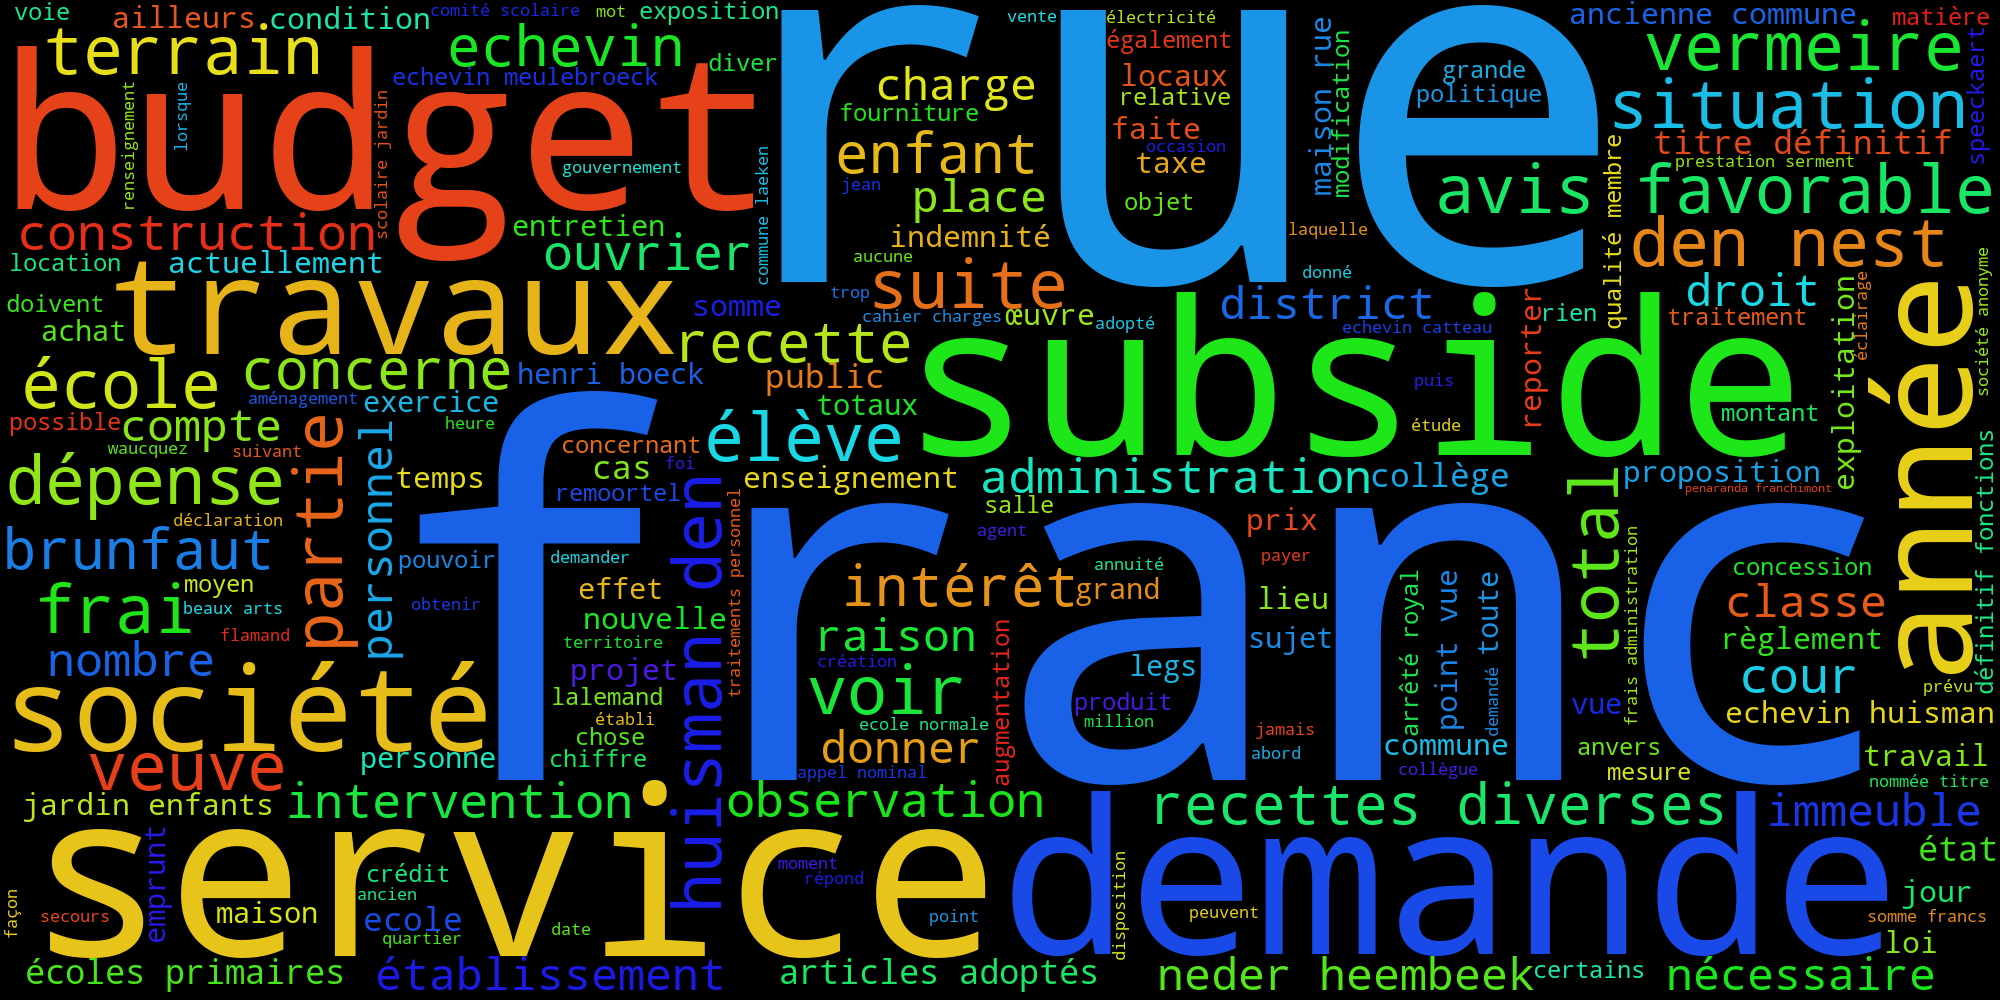 voie
ailleurs
condition
comité scolaire
mot
exposition
vente
électricité
ancienne commune
matière
terrain
echevin
également
vermeire
budget
rue
echevin meulebroeck
diver
charge
locaux
maison rue
modification
grande
politique
situation
speeckaert
renseignement
lorsque
scolaire jardin
fourniture
relative
faite
occasion
titre définitif
gouvernement
commune laeken
enfant
taxe
prestation serment
jean
place
objet
avis favorable
qualité membre
construction
entretien
indemnité
laquelle
den nest
location
actuellement
ouvrier
aucune
suite
donné
doivent
travaux
somme
trop
district
droit
société anonyme
achat
recette
cahier charges
œuvre
adopté
echevin catteau
reporter
rien
traitement
éclairage
exploitation
année
école
concerne
henri boeck
public
subside
puis
possible
aménagement
exercice
totaux
montant
compte
heure
élève
étude
waucquez
suivant
partie
personnel
concernant
cas
foi
dépense
temps
remoortel
enseignement
administration
collège
proposition
penaranda franchimont
total
définitif fonctions
déclaration
huisman den
traitements personnel
salle
agent
prix
brunfaut
pouvoir
demander
franc
annuité
payer
concession
frais administration
moyen
frai
beaux arts
obtenir
effet
intérêt
grand
lieu
arrêté royal
point vue
toute
demandé
classe
flamand
nouvelle
territoire
raison
sujet
règlement
nombre
projet
création
augmentation
legs
cour
prévu
société
lalemand
voir
produit
vue
établi
ecole normale
million
jamais
echevin huisman
chose
donner
commune
anvers
veuve
personne
chiffre
appel nominal
abord
collègue
mesure
travail
nommée titre
jardin enfants
intervention
observation
recettes diverses
immeuble
service
demande
état
emprunt
crédit
moment
répond
disposition
jour
façon
secours
maison
ancien
ecole
quartier
date
point
peuvent
somme francs
loi
écoles primaires
établissement
articles adoptés
neder heembeek
certains
nécessaire